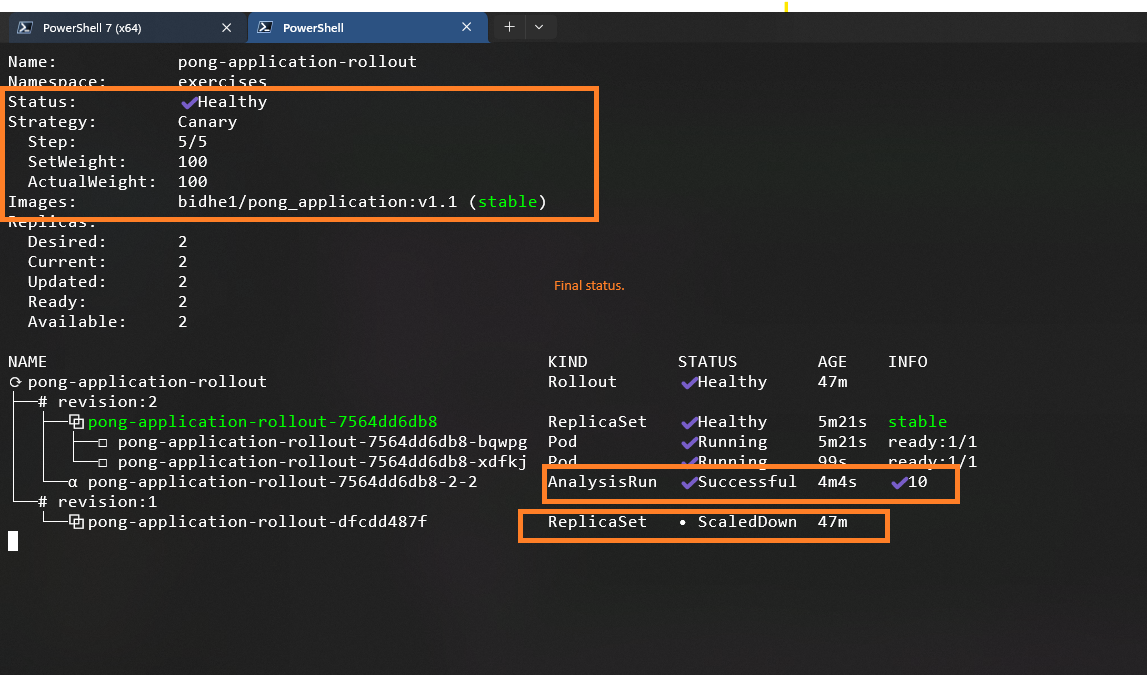 PowerShell 7 (x64) PowerShell
Name: pong-application-rollout
Namespace: exercises
Status: ✔Healthy
Strategy: Canary
Step: 5/5
SetWeight: 100
ActualWeight: 100
Images: bidhe1/pong_application:v1.1 (stable)
Replicas:
Desired: 2
Current: 2
Updated: 2
Final status.
Ready: 2
Available: 2
NAME KIND STATUS AGE INFO
⟳ pong-application-rollout Rollout ✔Healthy 47m
├──# revision:2
│ ├──⧉pong-application-rollout-7564dd6db8 ReplicaSet ✔Healthy 5m21s stable
│ │ ├──□ pong-application-rollout-7564dd6db8-bqwpg Pod ✔Running 5m21s ready:1/1
│ │ └──□ pong-application-rollout-7564dd6db8-xdfkj Pod ✔Running 99s ready:1/1
│ └──α pong-application-rollout-7564dd6db8-2-2 AnalysisRun ✔Successful 4m4s ✔10
└──# revision:1
└──⧉pong-application-rollout-dfcdd487f ReplicaSet • ScaledDown 47m